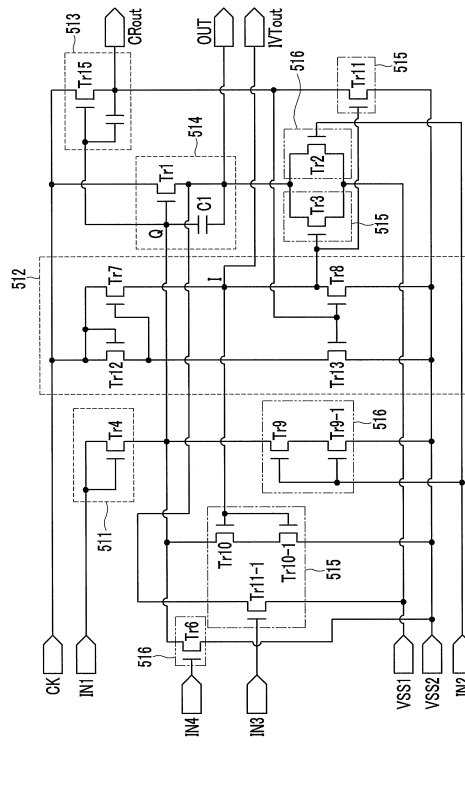 513
CRout
OUT
IVTout
Tr15
516
Tr11
515
514
Tr1
Tr2
Q
C1
Tr3
515
512
Tr7
I
Tr8
Tr12
Tr13
Tr4
511
Tr9
Tr9-1
516
Tr10
Tr10-1
515
Tr11-1
Tr6
516
CK
IN1
IN4
IN3
VSS1
VSS2
IN2